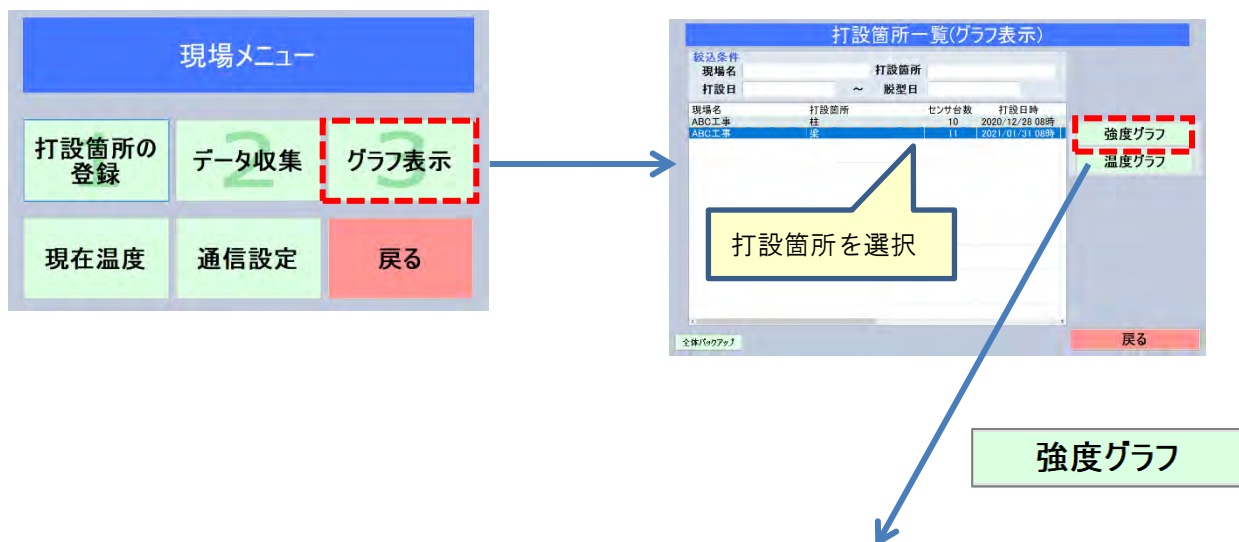 現場メニュー
打設箇所の
登録
データ収集
グラフ表示
現在温度
通信設定
戻る
打設箇所一覧(グラフ表示)
絞込条件
現場名 打設箇所
打設日 ～ 脱型日
現場名 打設箇所 センサ台数 打設日時
ABC工事 柱 10 2020/12/28 08時
ABC工事 梁 11 2021/01/31 08時
打設箇所を選択
強度グラフ
温度グラフ
全体バックアップ
戻る
強度グラフ